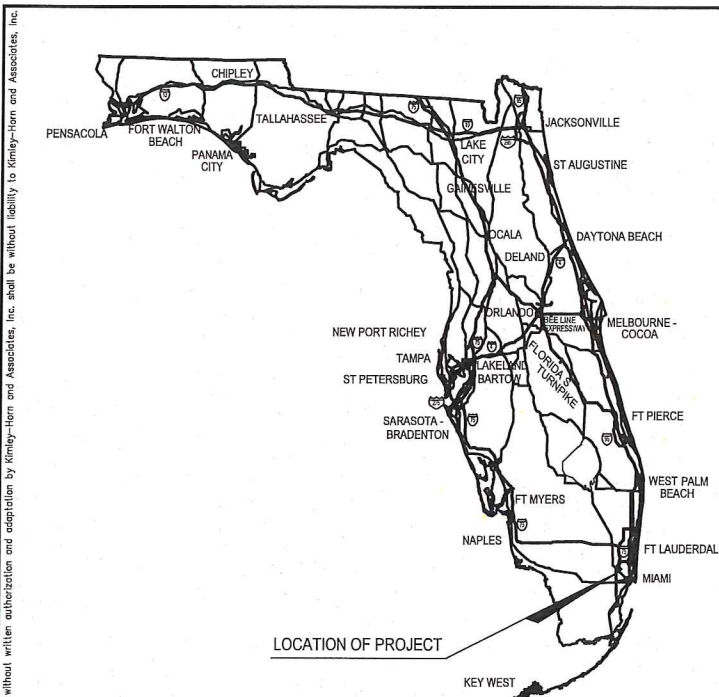 without written authorization and adaptation by Kimley-Horn and Associates, Inc. shall be without liability to Kimley-Horn and Associates, Inc.
CHIPLEY
PENSACOLA
FORT WALTON
BEACH
TALLAHASSEE
PANAMA
CITY
JACKSONVILLE
LAKE
CITY
ST AUGUSTINE
GAINESVILLE
OCALA
DAYTONA BEACH
DELAND
ORLANDO
BEE LINE
EXPRESSWAY
MELBOURNE -
COCOA
NEW PORT RICHEY
TAMPA
LAKELAND
BARTOW
ST PETERSBURG
FLORIDA'S
TURNPIKE
SARASOTA -
BRADENTON
FT PIERCE
WEST PALM
BEACH
FT MYERS
NAPLES
FT LAUDERDAL
MIAMI
LOCATION OF PROJECT
KEY WEST